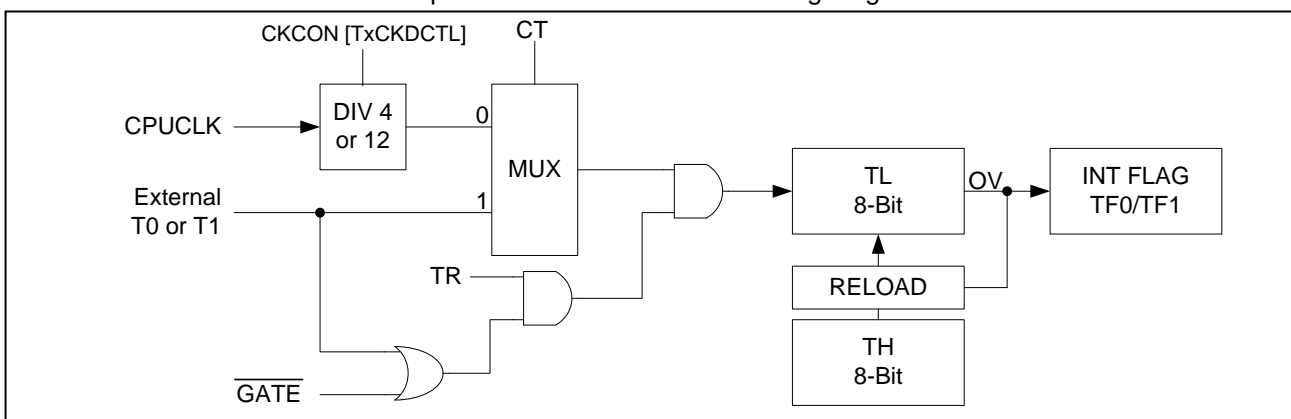 CKCON [TxCKDCTL]
CT
CPUCLK
DIV 4
or 12
0
MUX
External
T0 or T1
1
TL
8-Bit
OV
INT FLAG
TF0/TF1
TR
RELOAD
TH
8-Bit
GATE